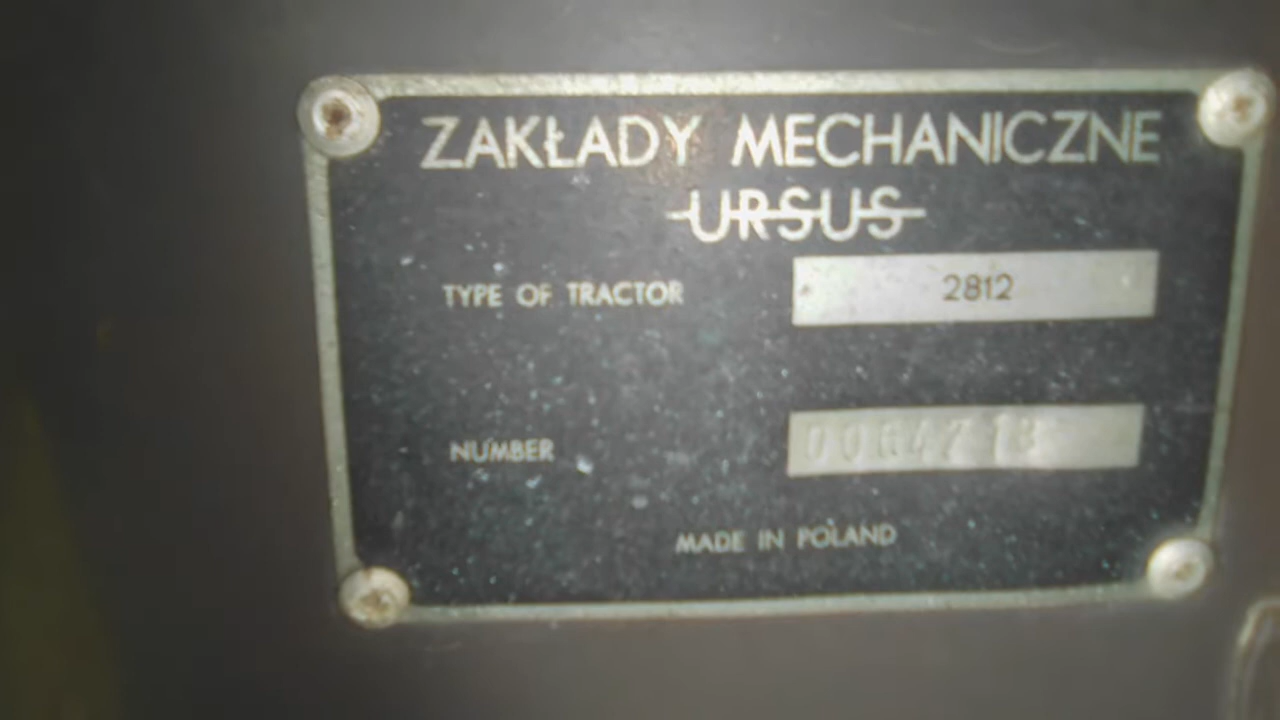 ZAKŁADY MECHANICZNE
URSUS
TYPE OF TRACTOR 2812
NUMBER
MADE IN POLAND